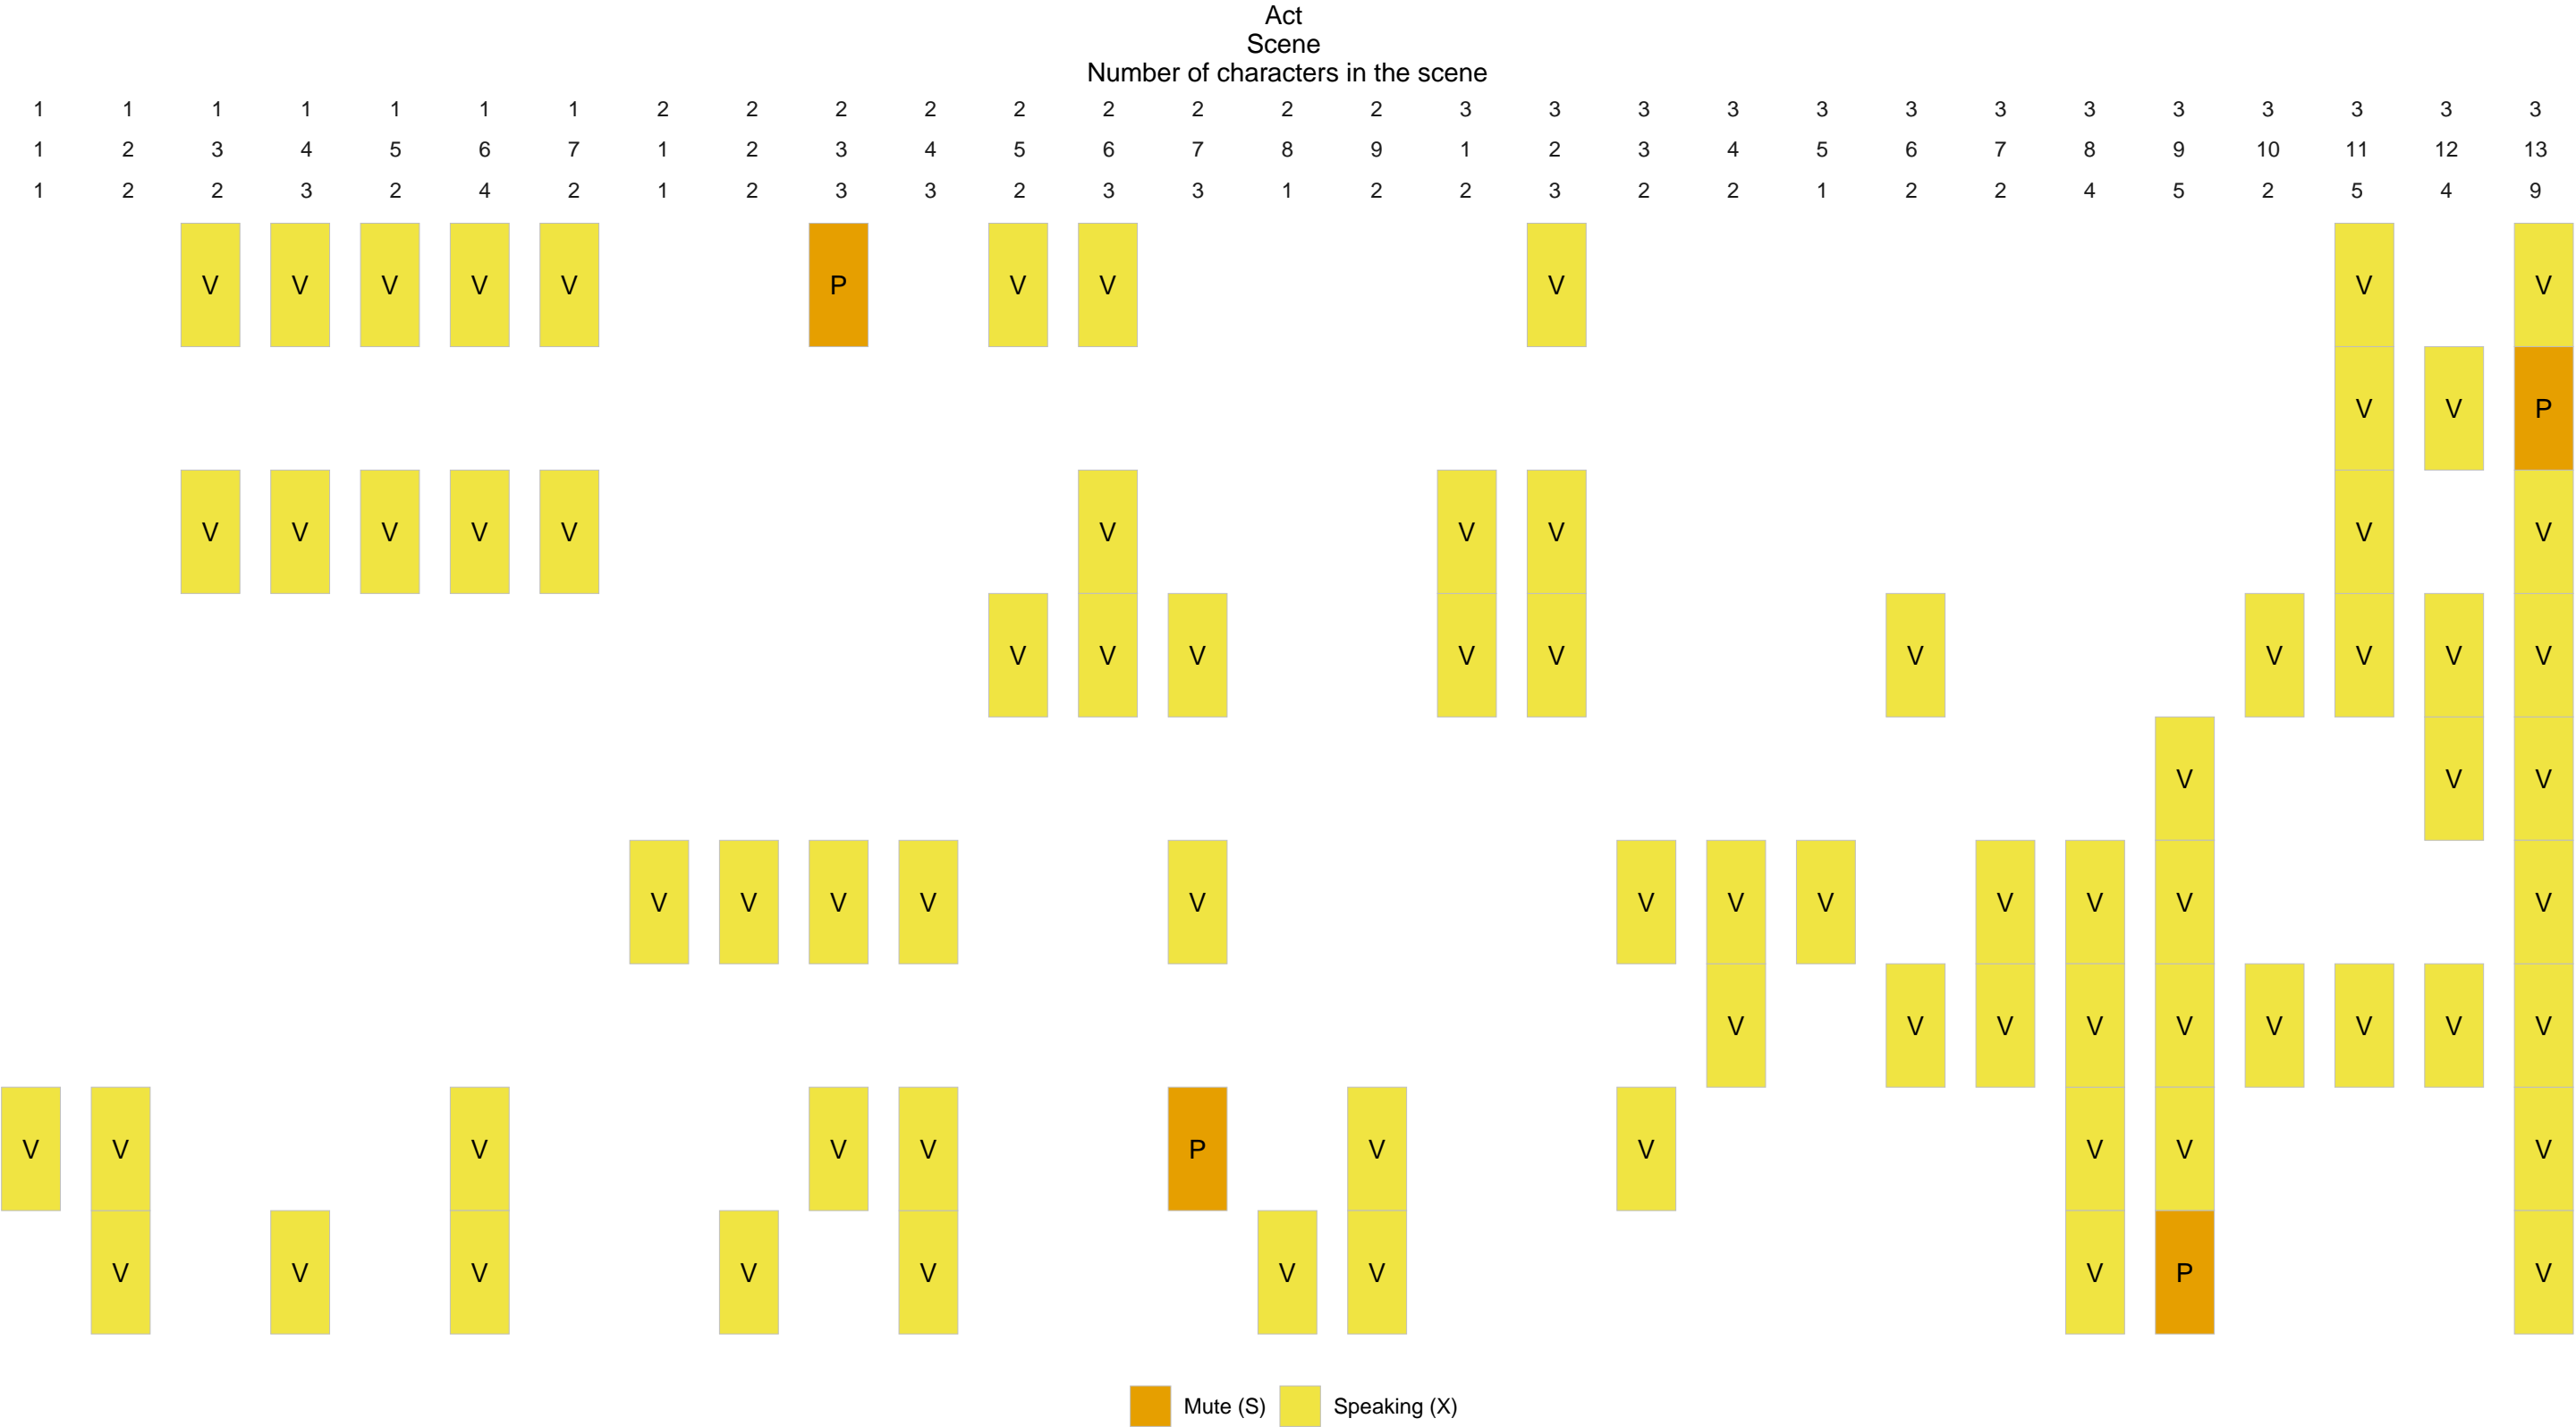 Act
Scene
Number of characters in the scene
1 1 1 1 1 1 1 2 2 2 2 2 2 2 2 2 3 3 3 3 3 3 3 3 3 3 3 3 3
1 2 3 4 5 6 7 1 2 3 4 5 6 7 8 9 1 2 3 4 5 6 7 8 9 10 11 12 13
1 2 2 3 2 4 2 1 2 3 3 2 3 3 1 2 2 3 2 2 1 2 2 4 5 2 5 4 9
V V V V V P V V V V V
V V P
V V V V V V V V V V
V V V V V V V V V V
V V V
V V V V V V V V V V V V
V V V V V V V V V
V V V V V P V V V V V
V V V V V V V V P V
Mute (S) Speaking (X)